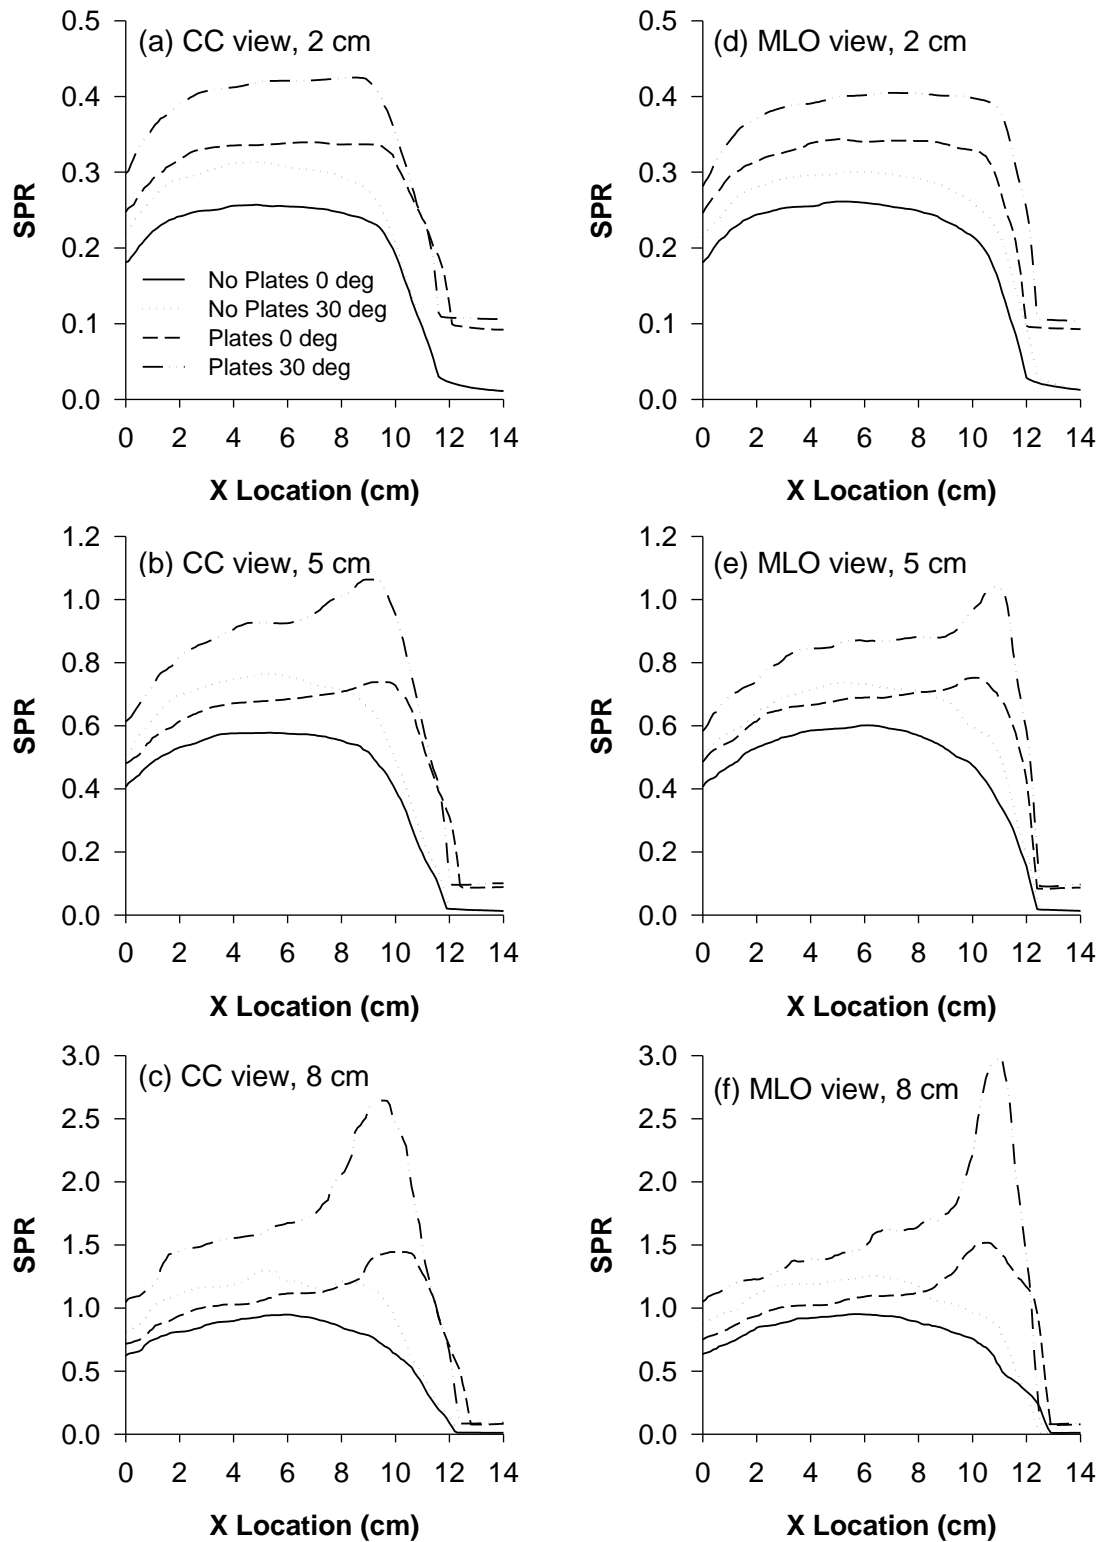 (a) CC view, 2 cm
0.5
0.4
0.3
0.2
0.1
0.0
SPR
No Plates 0 deg
No Plates 30 deg
Plates 0 deg
Plates 30 deg
0 2 4 6 8 10 12 14
X Location (cm)
(d) MLO view, 2 cm
0.5
0.4
0.3
0.2
0.1
0.0
SPR
0 2 4 6 8 10 12 14
X Location (cm)
(b) CC view, 5 cm
1.2
1.0
0.8
0.6
0.4
0.2
0.0
SPR
0 2 4 6 8 10 12 14
X Location (cm)
(e) MLO view, 5 cm
1.2
1.0
0.8
0.6
0.4
0.2
0.0
SPR
0 2 4 6 8 10 12 14
X Location (cm)
(c) CC view, 8 cm
3.0
2.5
2.0
1.5
1.0
0.5
0.0
SPR
0 2 4 6 8 10 12 14
X Location (cm)
(f) MLO view, 8 cm
3.0
2.5
2.0
1.5
1.0
0.5
0.0
SPR
0 2 4 6 8 10 12 14
X Location (cm)